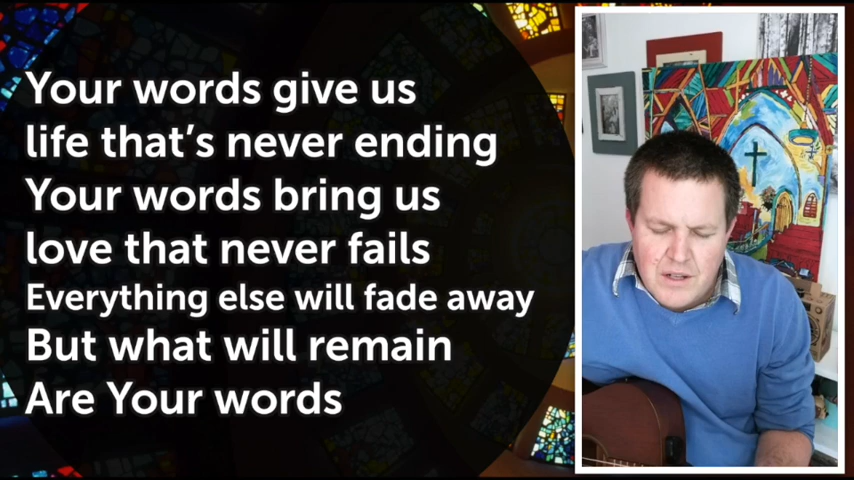 Your words give us
life that's never ending
Your words bring us
love that never fails
Everything else will fade away
But what will remain
Are Your words